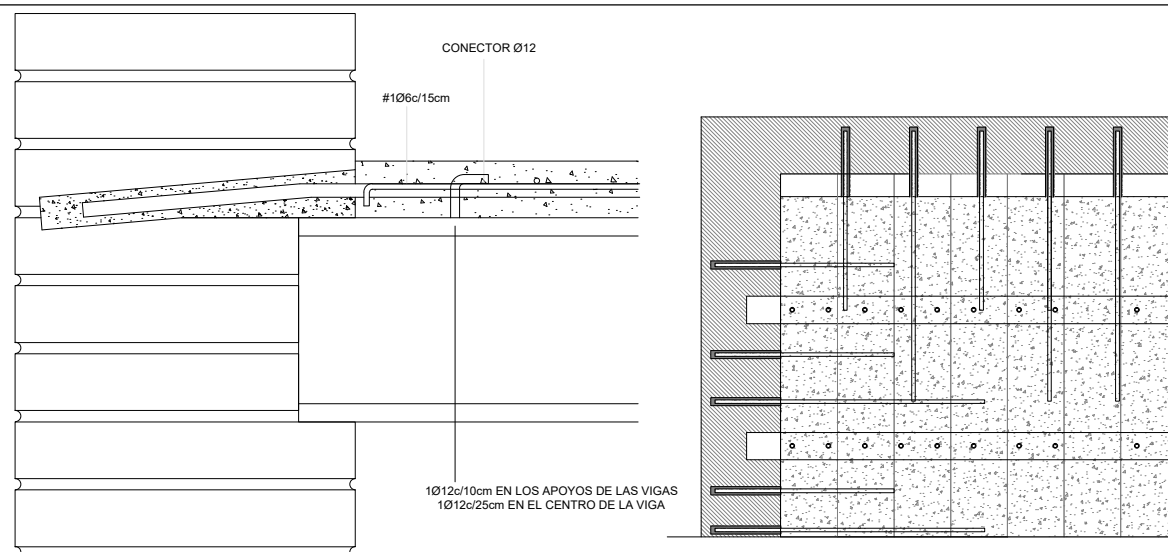 CONECTOR Ø12
#1Ø6c/15cm
1Ø12c/10cm EN LOS APOYOS DE LAS VIGAS
1Ø12c/25cm EN EL CENTRO DE LA VIGA